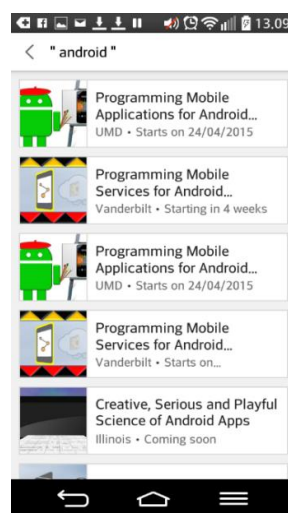 13.09
" android "
Programming Mobile
Applications for Android...
UMD • Starts on 24/04/2015
Programming Mobile
Services for Android...
Vanderbilt • Starting in 4 weeks
Programming Mobile
Applications for Android...
UMD • Starts on 24/04/2015
Programming Mobile
Services for Android...
Vanderbilt • Starts on...
Creative, Serious and Playful
Science of Android Apps
Illinois • Coming soon